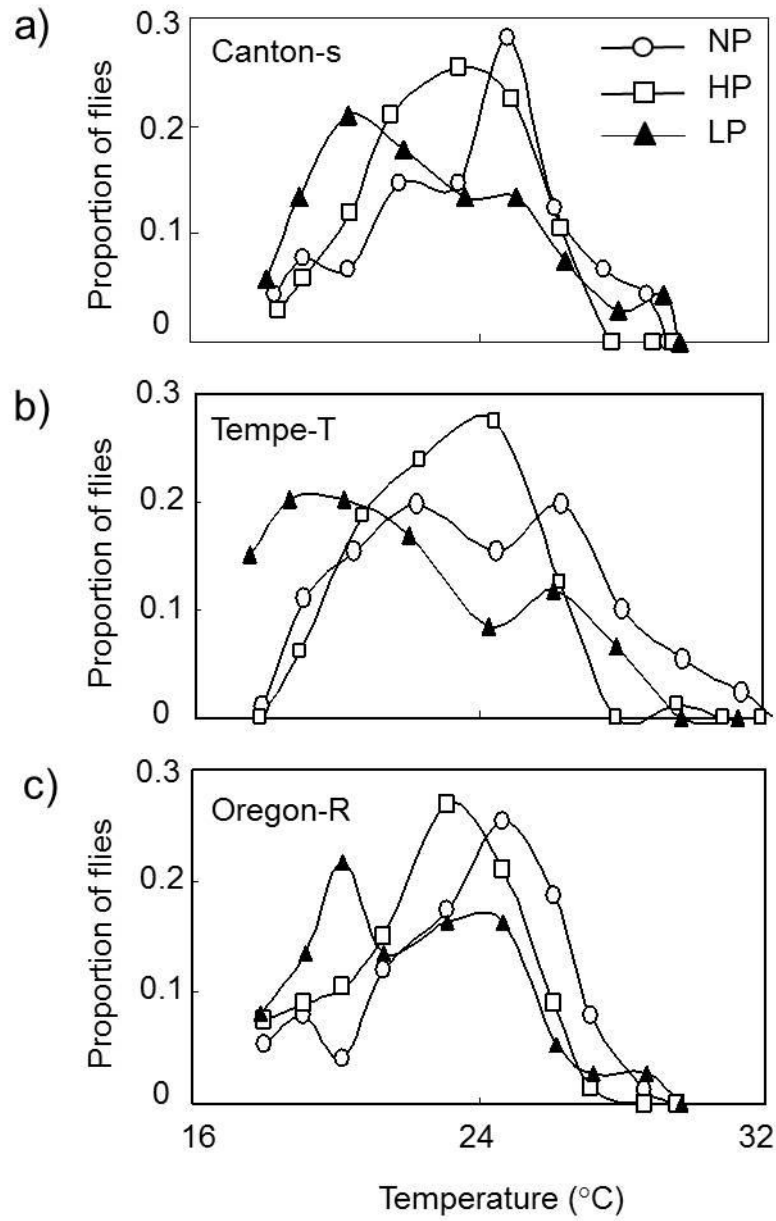 a)
0.3
0.2
0.1
0
Proportion of flies
Canton-s
NP
HP
LP
b)
0.3
0.2
0.1
0
Proportion of flies
Tempe-T
c)
0.3
0.2
0.1
0
Proportion of flies
Oregon-R
16 24 32
Temperature (°C)